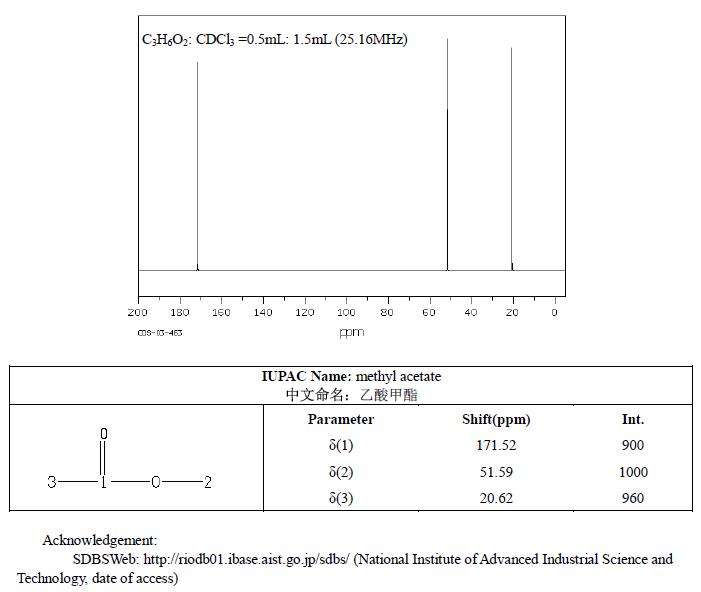 C₃H₆O₂: CDCl₃ =0.5mL: 1.5mL (25.16MHz)
200 180 160 140 120 100 80 60 40 20 0
CDS-03-463
ppm
IUPAC Name: methyl acetate
中文命名：乙酸甲酯
Parameter Shift(ppm) Int.
δ(1) 171.52 900
δ(2) 51.59 1000
δ(3) 20.62 960
O
3 1 O 2
Acknowledgement:
SDBSWeb: http://riodb01.ibase.aist.go.jp/sdbs/ (National Institute of Advanced Industrial Science and
Technology, date of access)